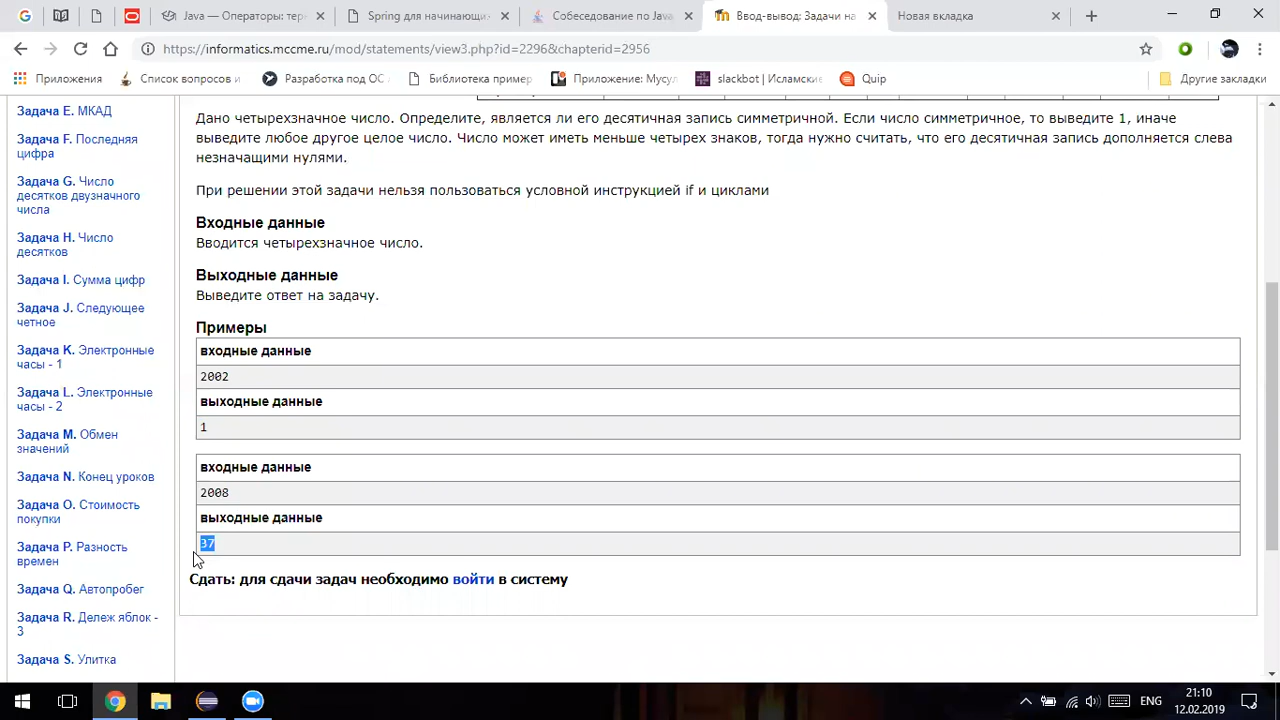 Java — Операторы: тер
Spring для начинающи
Собеседование по Java
Ввод-вывод: Задачи на
Новая вкладка
https://informatics.mccme.ru/mod/statements/view3.php?id=2296&chapterid=2956
Приложения
Список вопросов и
Разработка под ОС
Библиотека пример
Приложение: Мусул
slackbot | Исламские
Quip
Другие закладки
Задача E. МКАД
Задача F. Последняя
цифра
Задача G. Число
десятков двузначного
числа
Задача H. Число
десятков
Задача I. Сумма цифр
Задача J. Следующее
четное
Задача K. Электронные
часы - 1
Задача L. Электронные
часы - 2
Задача M. Обмен
значений
Задача N. Конец уроков
Задача O. Стоимость
покупки
Задача P. Разность
времен
Задача Q. Автопробег
Задача R. Дележ яблок -
3
Задача S. Улитка
Дано четырехзначное число. Определите, является ли его десятичная запись симметричной. Если число симметричное, то выведите 1, иначе
выведите любое другое целое число. Число может иметь меньше четырех знаков, тогда нужно считать, что его десятичная запись дополняется слева
незначащими нулями.
При решении этой задачи нельзя пользоваться условной инструкцией if и циклами
Входные данные
Вводится четырехзначное число.
Выходные данные
Выведите ответ на задачу.
Примеры
входные данные
2002
выходные данные
1
входные данные
2008
выходные данные
37
Сдать: для сдачи задач необходимо войти в систему
ENG
21:10
12.02.2019